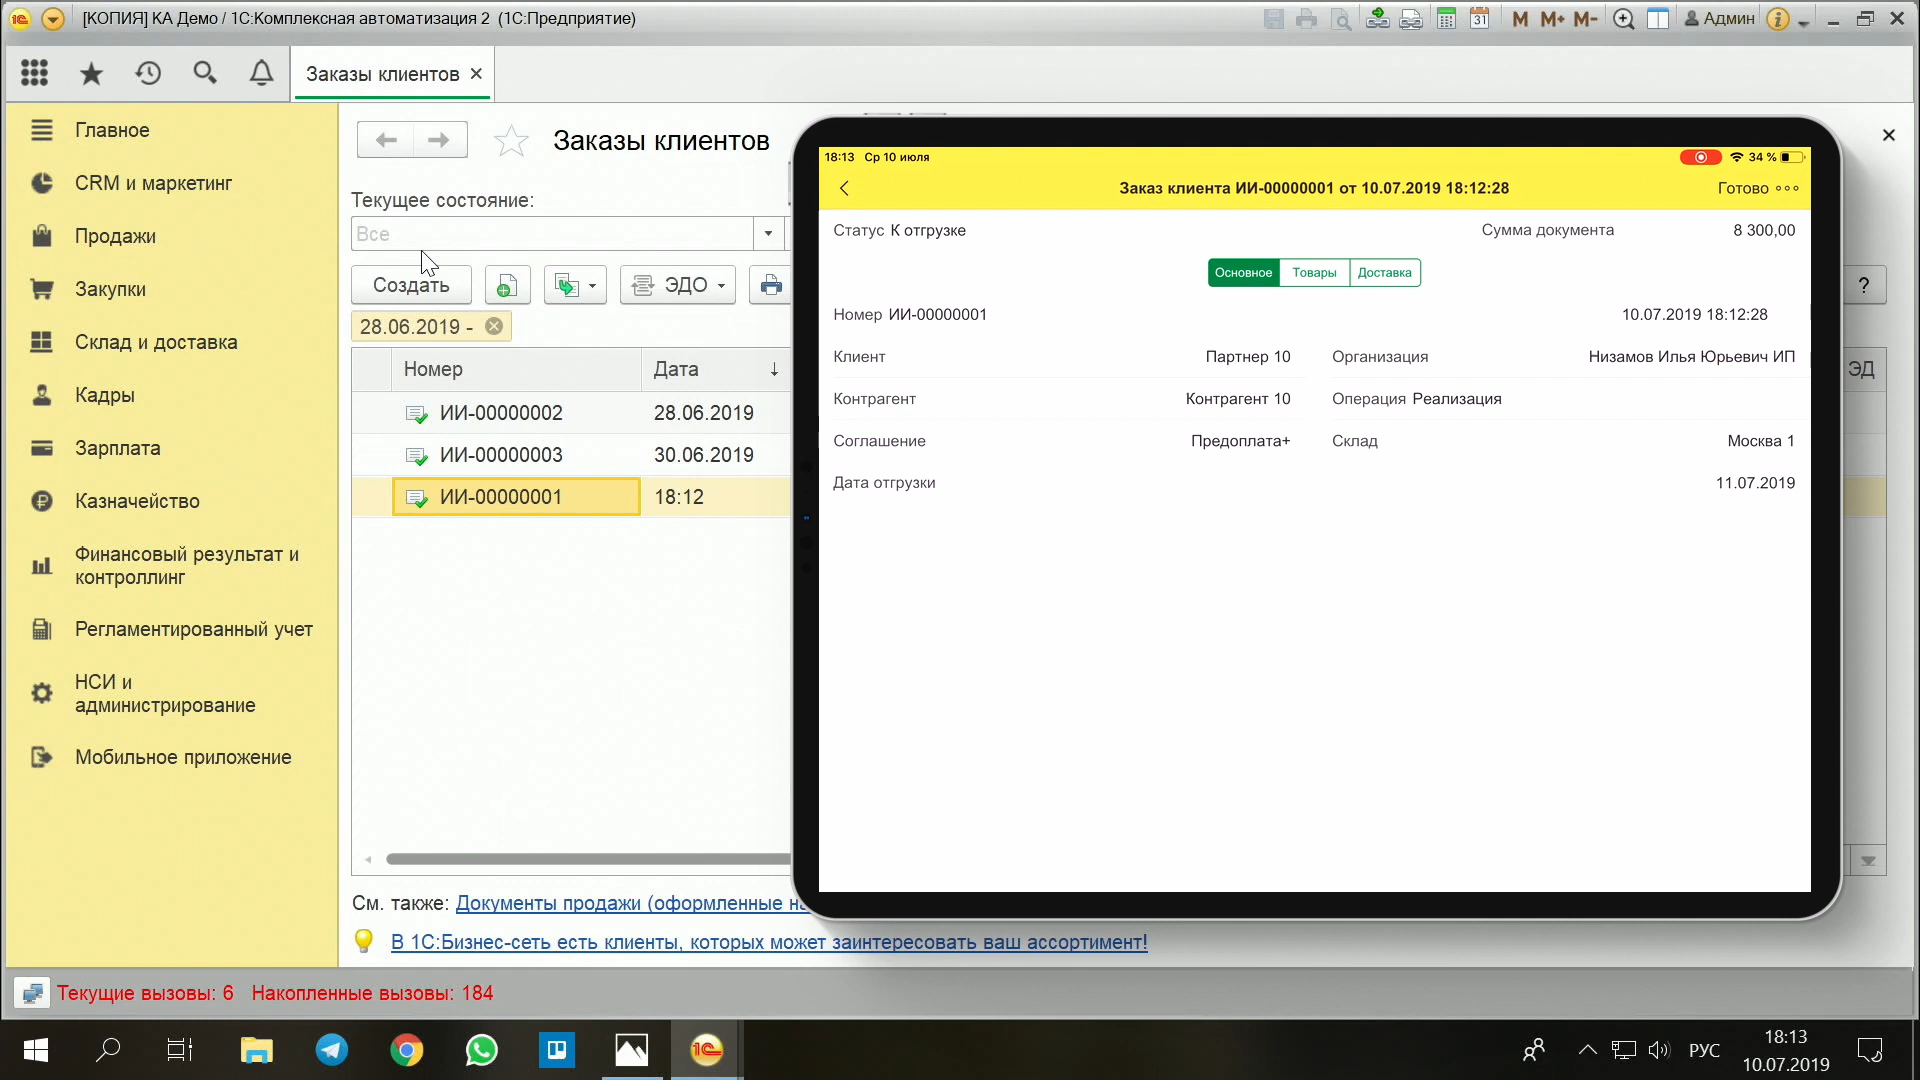 [КОПИЯ] КА Демо / 1С:Комплексная автоматизация 2 (1С:Предприятие)
31
M M+ M-
Админ
Заказы клиентов
Главное
CRM и маркетинг
Продажи
Закупки
Склад и доставка
Кадры
Зарплата
Казначейство
Финансовый результат и
контроллинг
Регламентированный учет
НСИ и
администрирование
Мобильное приложение
Заказы клиентов
Текущее состояние:
Все
Создать
ЭДО
?
28.06.2019 -
Номер
Дата
ЭД
ИИ-00000002
28.06.2019
ИИ-00000003
30.06.2019
ИИ-00000001
18:12
18:13 Ср 10 июля
34 %
Заказ клиента ИИ-00000001 от 10.07.2019 18:12:28
Готово
Статус К отгрузке
Сумма документа
8 300,00
Основное
Товары
Доставка
Номер ИИ-00000001
10.07.2019 18:12:28
Клиент
Партнер 10
Организация
Низамов Илья Юрьевич ИП
Контрагент
Контрагент 10
Операция Реализация
Соглашение
Предоплата+
Склад
Москва 1
Дата отгрузки
11.07.2019
См. также: Документы продажи (оформленные
В 1С:Бизнес-сеть есть клиенты, которых может заинтересовать ваш ассортимент!
Текущие вызовы: 6 Накопленные вызовы: 184
РУС
18:13
10.07.2019